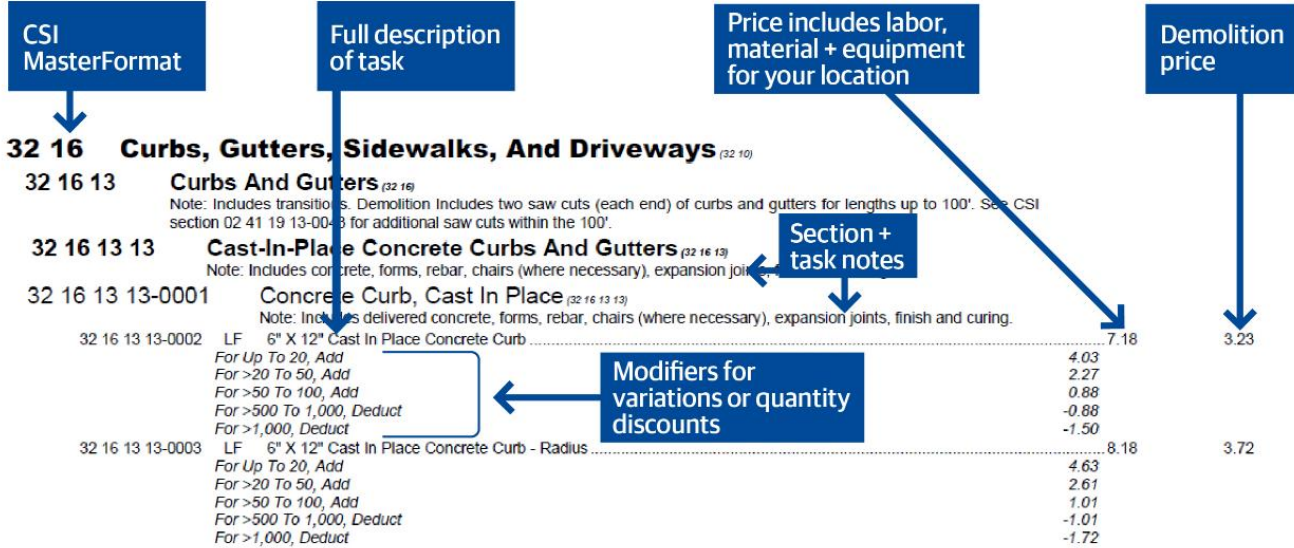 CSI
MasterFormat
Full description
of task
Price includes labor,
material + equipment
for your location
Demolition
price
32 16 Curbs, Gutters, Sidewalks, And Driveways (32 10)
32 16 13 Curbs And Gutters (32 16)
Note: Includes transitions. Demolition Includes two saw cuts (each end) of curbs and gutters for lengths up to 100'. See CSI
section 02 41 19 13-0043 for additional saw cuts within the 100'.
Section +
task notes
32 16 13 13 Cast-In-Place Concrete Curbs And Gutters (32 16 13)
Note: Includes concrete, forms, rebar, chairs (where necessary), expansion joints,
32 16 13 13-0001 Concrete Curb, Cast In Place (32 16 13 13)
Note: Includes delivered concrete, forms, rebar, chairs (where necessary), expansion joints, finish and curing.
32 16 13 13-0002 LF 6" X 12" Cast In Place Concrete Curb 7.18 3.23
For Up To 20, Add 4.03
For >20 To 50, Add 2.27
For >50 To 100, Add 0.88
For >500 To 1,000, Deduct -0.88
For >1,000, Deduct -1.50
Modifiers for
variations or quantity
discounts
32 16 13 13-0003 LF 6" X 12" Cast In Place Concrete Curb - Radius 8.18 3.72
For Up To 20, Add 4.63
For >20 To 50, Add 2.61
For >50 To 100, Add 1.01
For >500 To 1,000, Deduct -1.01
For >1,000, Deduct -1.72